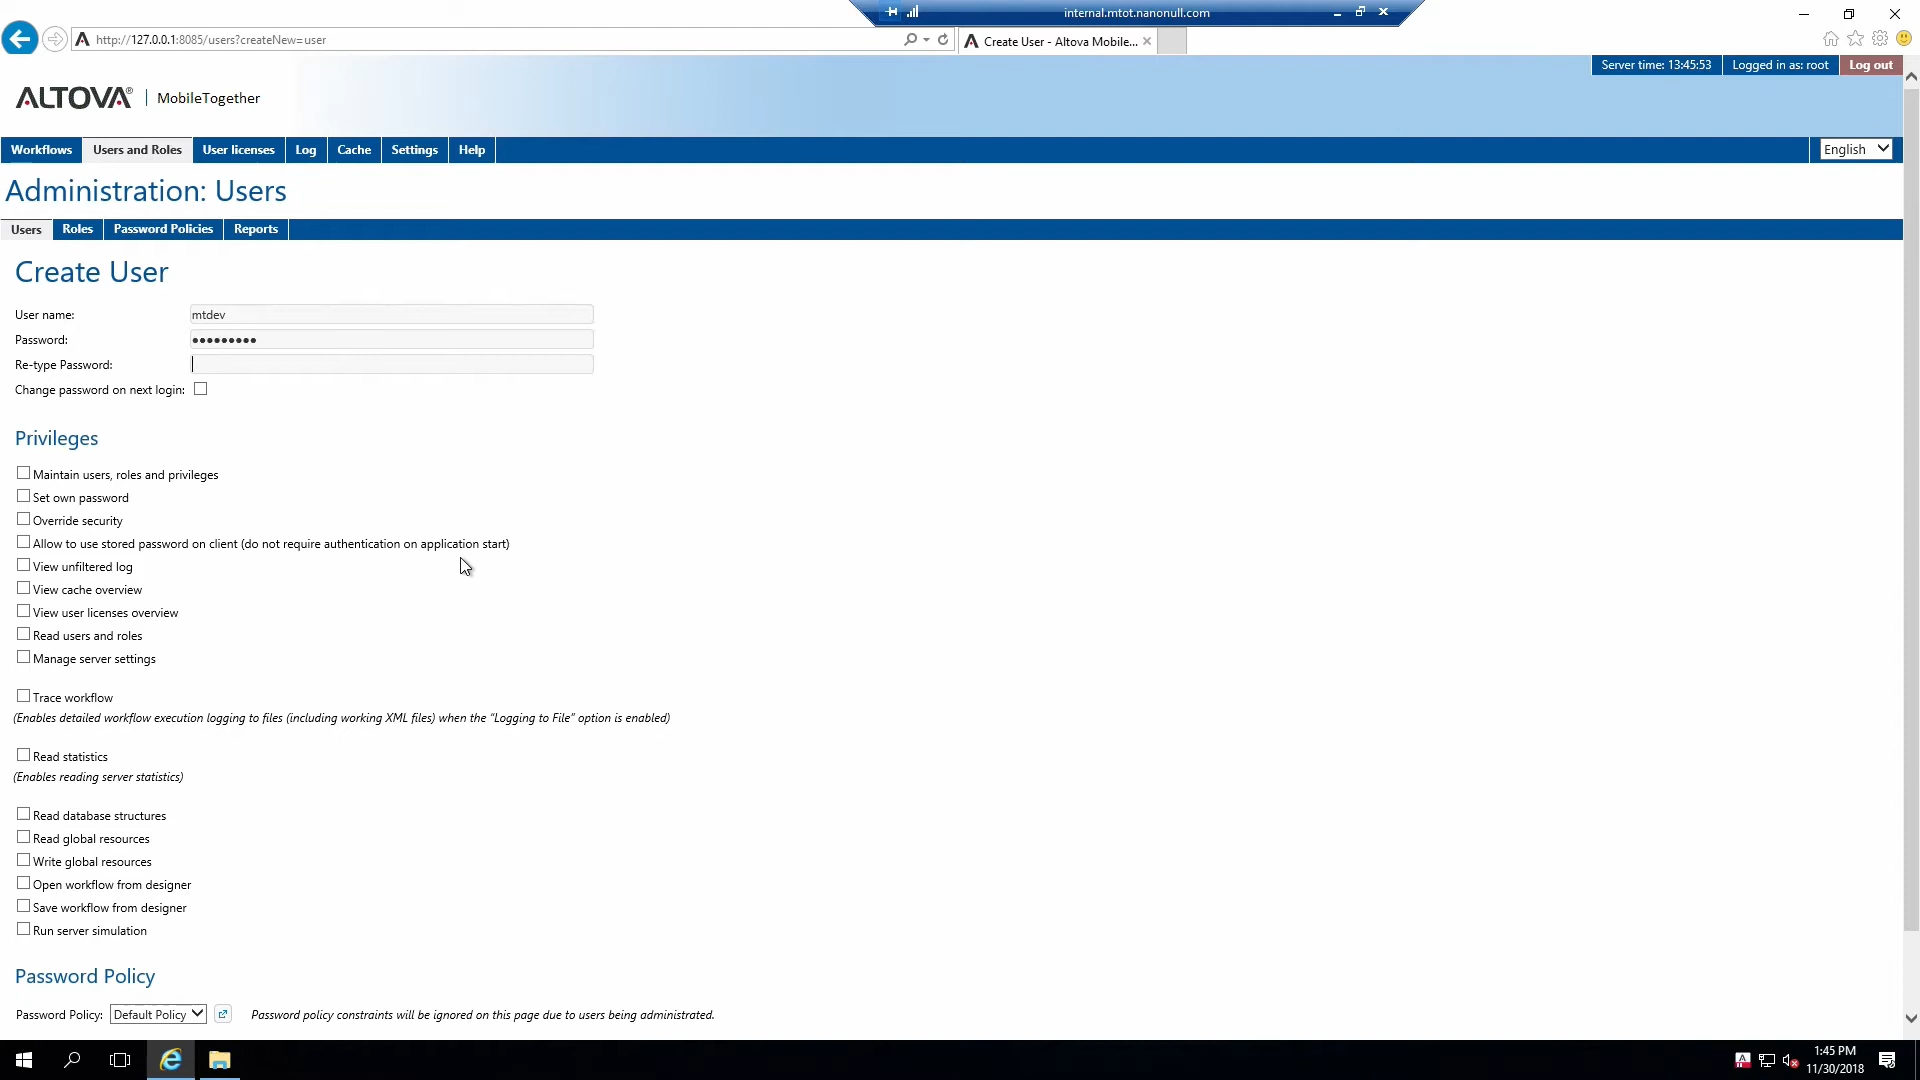 internal.mtot.nanonull.com
http://127.0.0.1:8085/users?createNew=user
Create User - Altova Mobile...
Server time: 13:45:53
Logged in as: root
Log out
ALTOVA® MobileTogether
Workflows Users and Roles User licenses Log Cache Settings Help English
Administration: Users
Users Roles Password Policies Reports
Create User
User name: mtdev
Password: •••••••••
Re-type Password:
Change password on next login:
Privileges
Maintain users, roles and privileges
Set own password
Override security
Allow to use stored password on client (do not require authentication on application start)
View unfiltered log
View cache overview
View user licenses overview
Read users and roles
Manage server settings
Trace workflow
(Enables detailed workflow execution logging to files (including working XML files) when the “Logging to File” option is enabled)
Read statistics
(Enables reading server statistics)
Read database structures
Read global resources
Write global resources
Open workflow from designer
Save workflow from designer
Run server simulation
Password Policy
Password Policy: Default Policy Password policy constraints will be ignored on this page due to users being administrated.
1:45 PM
11/30/2018